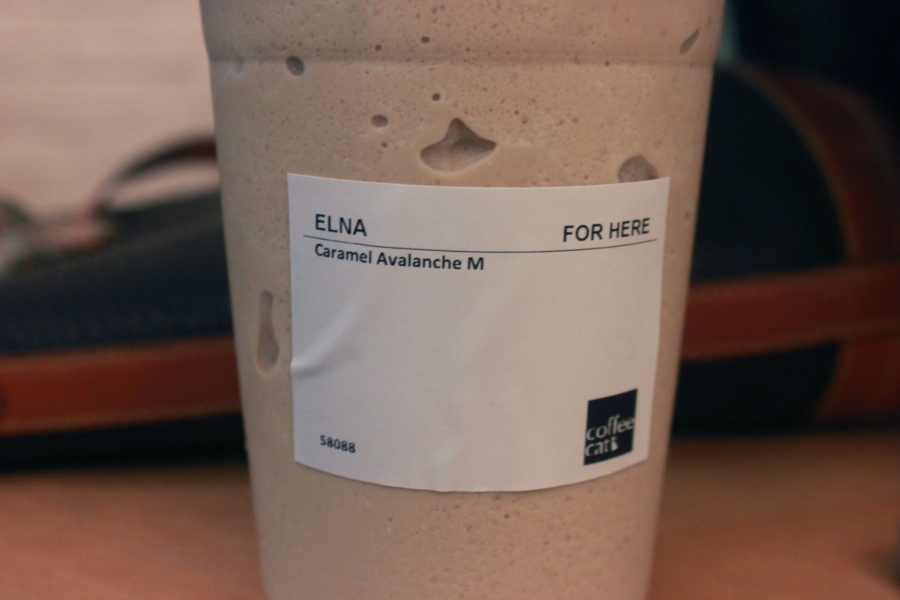 ELNA FOR HERE
Caramel Avalanche M
58088
coffee
cat